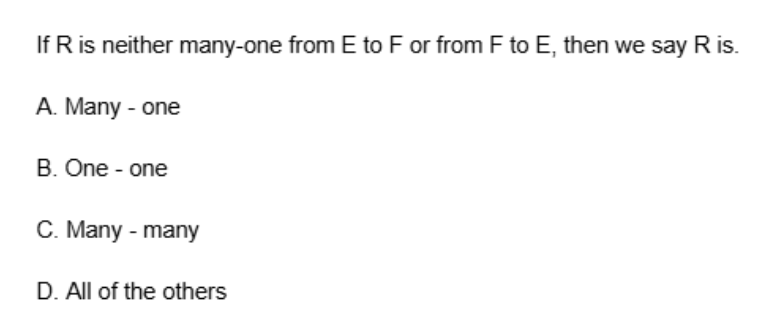 If R is neither many-one from E to F or from F to E, then we say R is.
A. Many - one
B. One - one
C. Many - many
D. All of the others